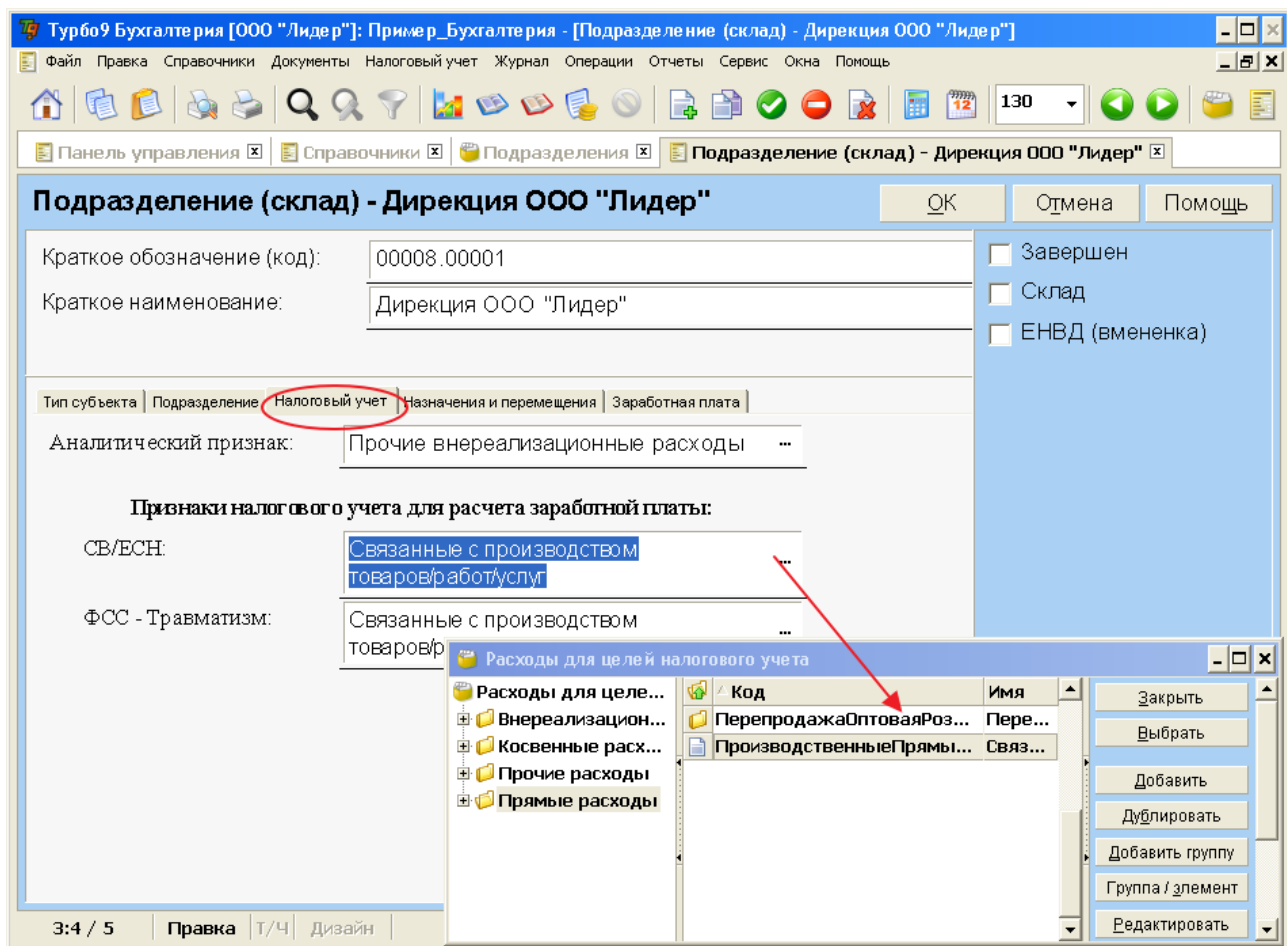 Турбо9 Бухгалтерия [ООО "Лидер"]: Пример_Бухгалтерия - [Подразделение (склад) - Дирекция ООО "Лидер"]
Файл Правка Справочники Документы Налоговый учет Журнал Операции Отчеты Сервис Окна Помощь
12 130
Панель управления Справочники Подразделения Подразделение (склад) - Дирекция ООО "Лидер"
Подразделение (склад) - Дирекция ООО "Лидер" ОК Отмена Помощь
Краткое обозначение (код): 00008.00001 Завершен
Краткое наименование: Дирекция ООО "Лидер" Склад
ЕНВД (вмененка)
Тип субъекта Подразделение Налоговый учет Назначения и перемещения Заработная плата
Аналитический признак: Прочие внереализационные расходы ...
Признаки налогового учета для расчета заработной платы:
СВ/ЕСН: Связанные с производством ...
товаров/работ/услуг
ФСС - Травматизм: Связанные с производством ...
товаров/р
Расходы для целей налогового учета
Расходы для целе... Код Имя Закрыть
Внереализацион... ПерепродажаОптоваяРоз... Пере... Выбрать
Косвенные расх... ПроизводственныеПрямы... Связ...
Прочие расходы Добавить
Прямые расходы Дублировать
Добавить группу
Группа / элемент
Редактировать
3:4 / 5 Правка Т/Ч Дизайн